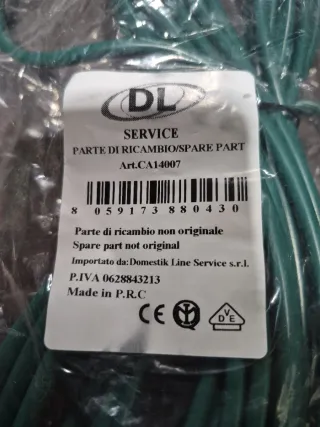 DL
SERVICE
PARTE DI RICAMBIO/SPARE PART
Art.CA14007
8 059173 880430
Parte di ricambio non originale
Spare part not original
Importato da:Domestik Line Service s.r.l.
P.IVA 0628843213
Made in P.R.C
CE
VDE